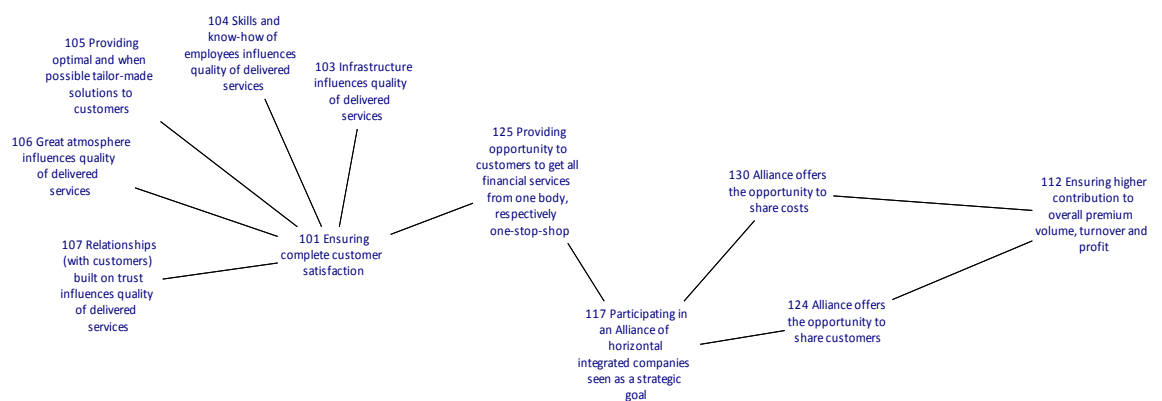 104 Skills and
know-how of
employees influences
quality of delivered
services
105 Providing
optimal and when
possible tailor-made
solutions to
customers
103 Infrastructure
influences quality
of delivered
services
106 Great atmosphere
influences quality
of delivered
services
125 Providing
opportunity to
customers to get all
financial services
from one body,
respectively
one-stop-shop
130 Alliance offers
the opportunity to
share costs
112 Ensuring higher
contribution to
overall premium
volume, turnover and
profit
101 Ensuring
complete customer
satisfaction
107 Relationships
(with customers)
built on trust
influences quality
of delivered
services
124 Alliance offers
the opportunity to
share customers
117 Participating in
an Alliance of
horizontal
integrated companies
seen as a strategic
goal